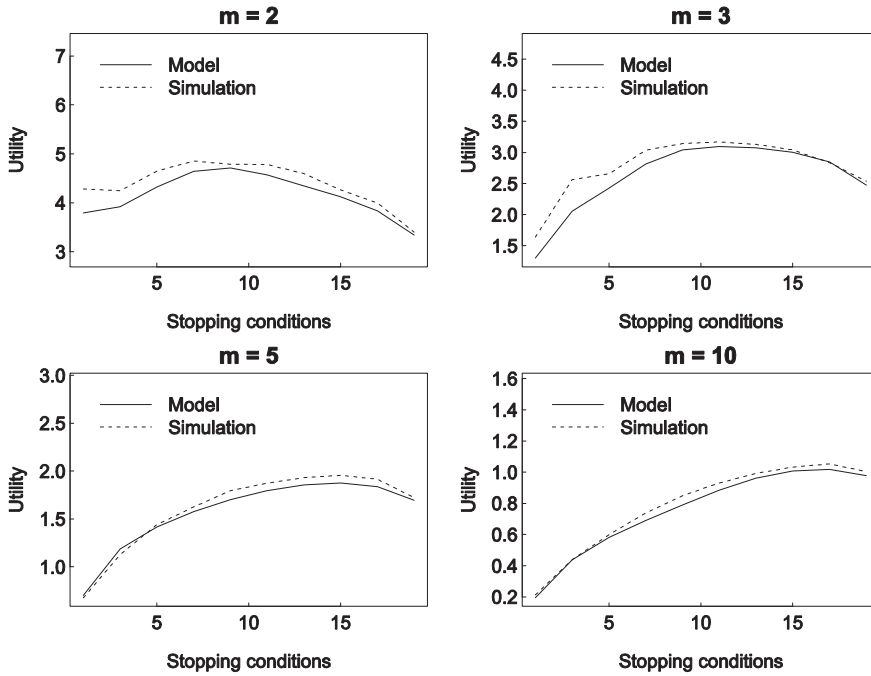 m = 2
7
6
5
4
3
Utility
Model
Simulation
5
10
15
Stopping conditions
m = 3
4.5
4.0
3.5
3.0
2.5
2.0
1.5
Utility
Model
Simulation
5
10
15
Stopping conditions
m = 5
3.0
2.5
2.0
1.5
1.0
Utility
Model
Simulation
5
10
15
Stopping conditions
m = 10
1.6
1.4
1.2
1.0
0.8
0.6
0.4
0.2
Utility
Model
Simulation
5
10
15
Stopping conditions